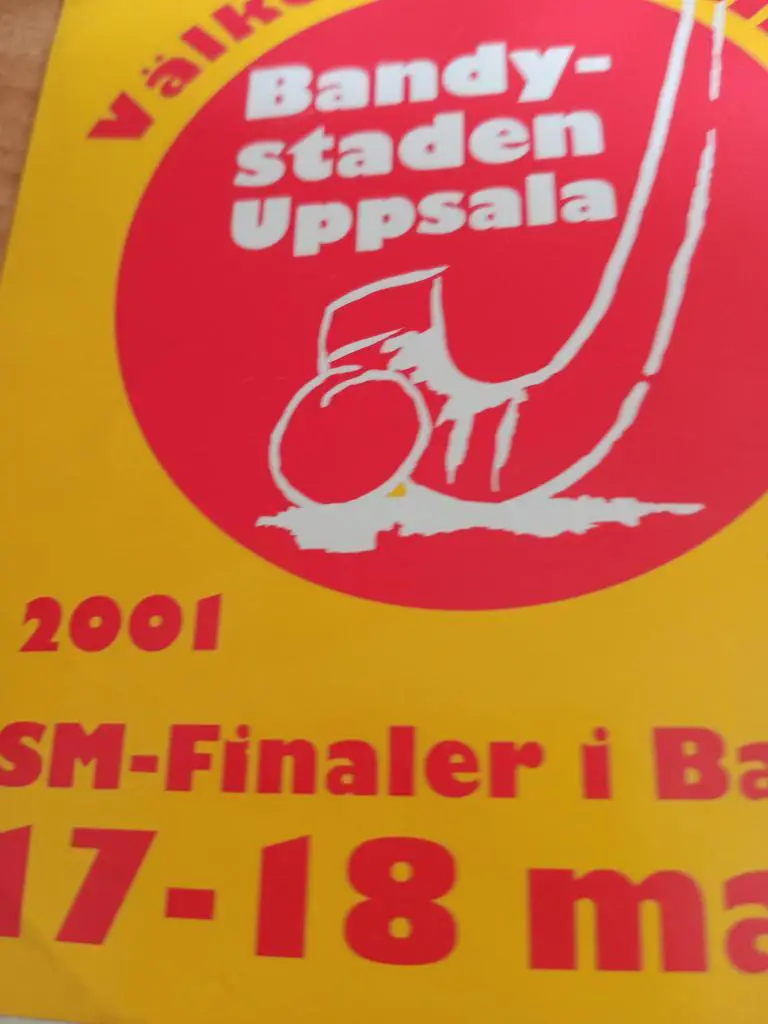 Bandy-
staden
Uppsala
2001
SM-Finaler i
17-18